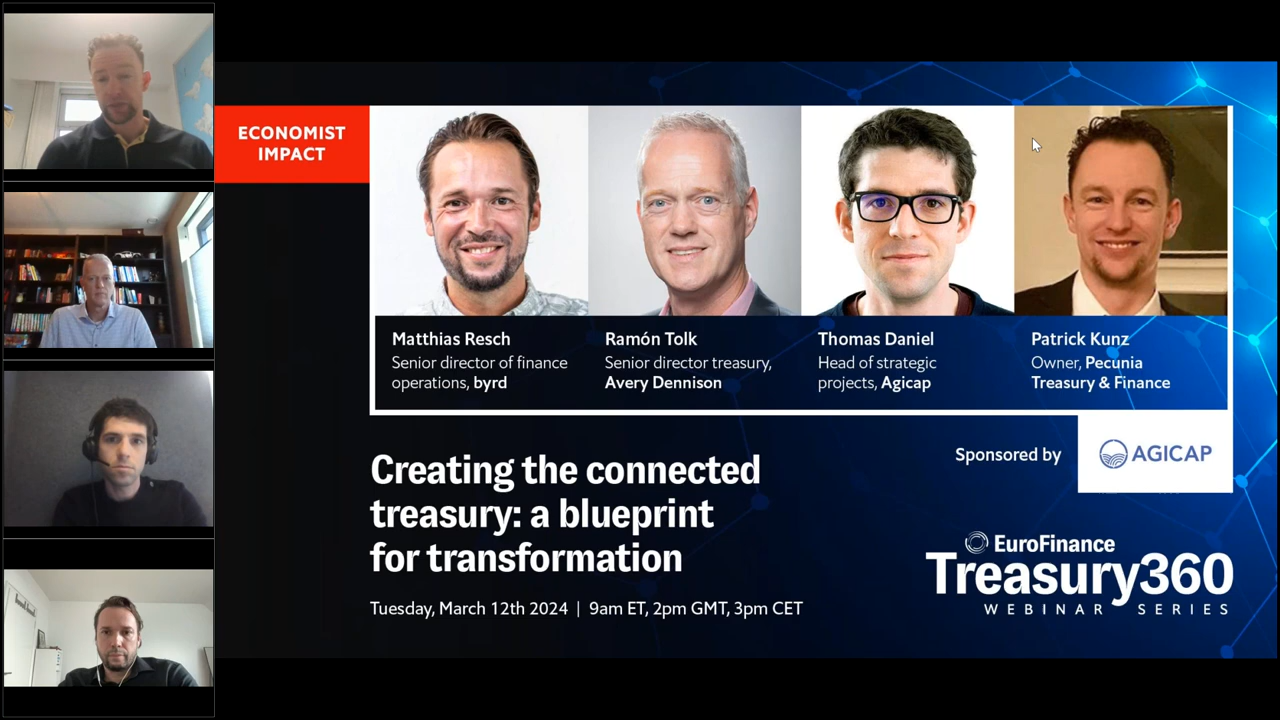 ECONOMIST
IMPACT
Matthias Resch
Senior director of finance
operations, byrd
Ramón Tolk
Senior director treasury,
Avery Dennison
Thomas Daniel
Head of strategic
projects, Agicap
Patrick Kunz
Owner, Pecunia
Treasury & Finance
Sponsored by
AGICAP
Creating the connected
treasury: a blueprint
for transformation
Tuesday, March 12th 2024 | 9am ET, 2pm GMT, 3pm CET
EuroFinance
Treasury360
WEBINAR SERIES